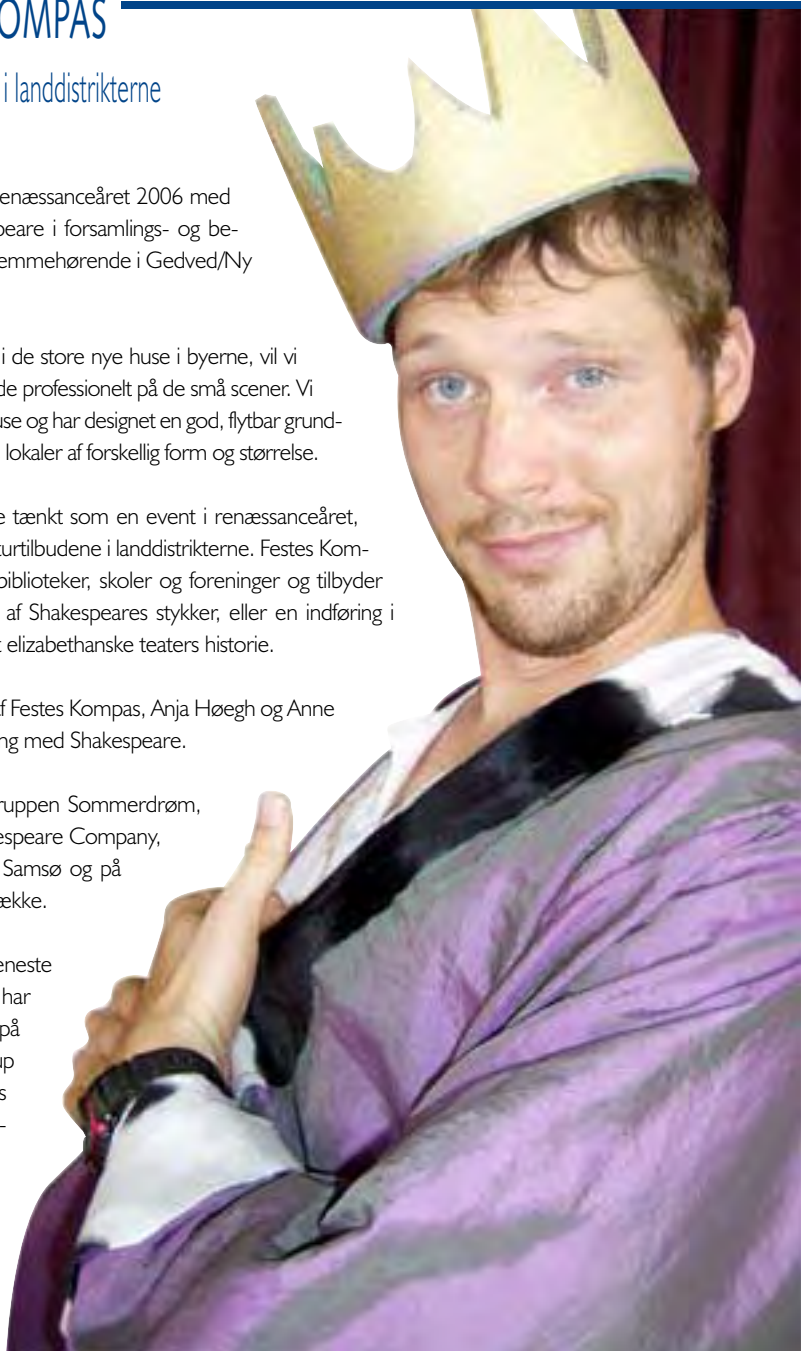 OMPAS
i landdistrikterne
enæssanceåret 2006 med
peare i forsamlings- og be-
emmehørende i Gedved/Ny
i de store nye huse i byerne, vil vi
de professionelt på de små scener. Vi
use og har designet en god, flytbar grund-
lokaler af forskellig form og størrelse.
e tænkt som en event i renæssanceåret,
turtilbudene i landdistrikterne. Festes Kom-
biblioteker, skoler og foreninger og tilbyder
af Shakespeares stykker, eller en indføring i
t elizabethanske teaters historie.
f Festes Kompas, Anja Høegh og Anne
ng med Shakespeare.
ruppen Sommerdrøm,
espeare Company,
Samsø og på
ække.
eneste
har
på
up
s
-